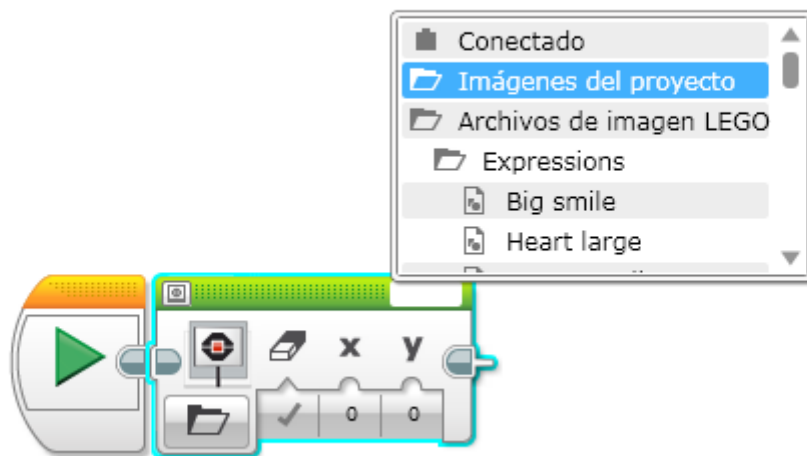 Conectado
Imágenes del proyecto
Archivos de imagen LEGO
Expressions
Big smile
Heart large
x y
0 0